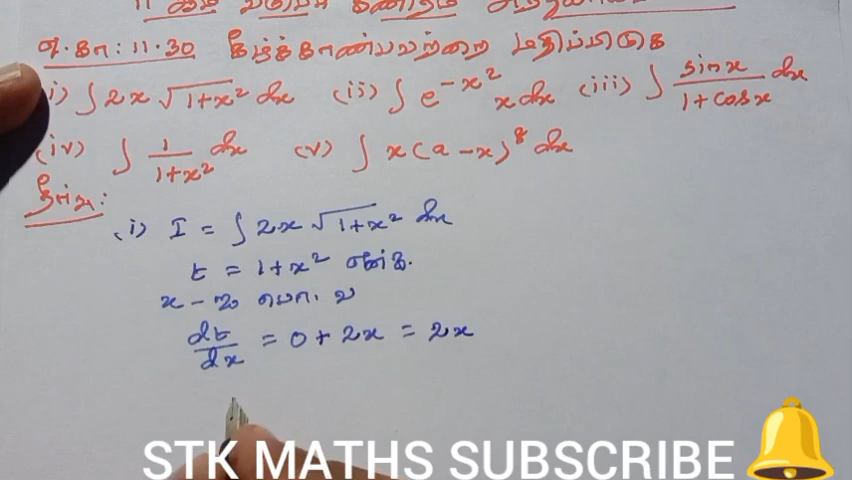 எ.கா : 11.30 கீழ்க்காண்பவற்றை மதிப்பிடுக
i) ∫ 2x √1+x² dx (ii) ∫ e^-x² x dx (iii) ∫ sinx / 1+cosx dx
(iv) ∫ 1 / 1+x² dx (v) ∫ x(a-x)⁸ dx
தீர்வு :
(i) I = ∫ 2x √1+x² dx
t = 1+x² என்க.
x - ஐ பொ. வ
dt/dx = 0 + 2x = 2x
STK MATHS SUBSCRIBE